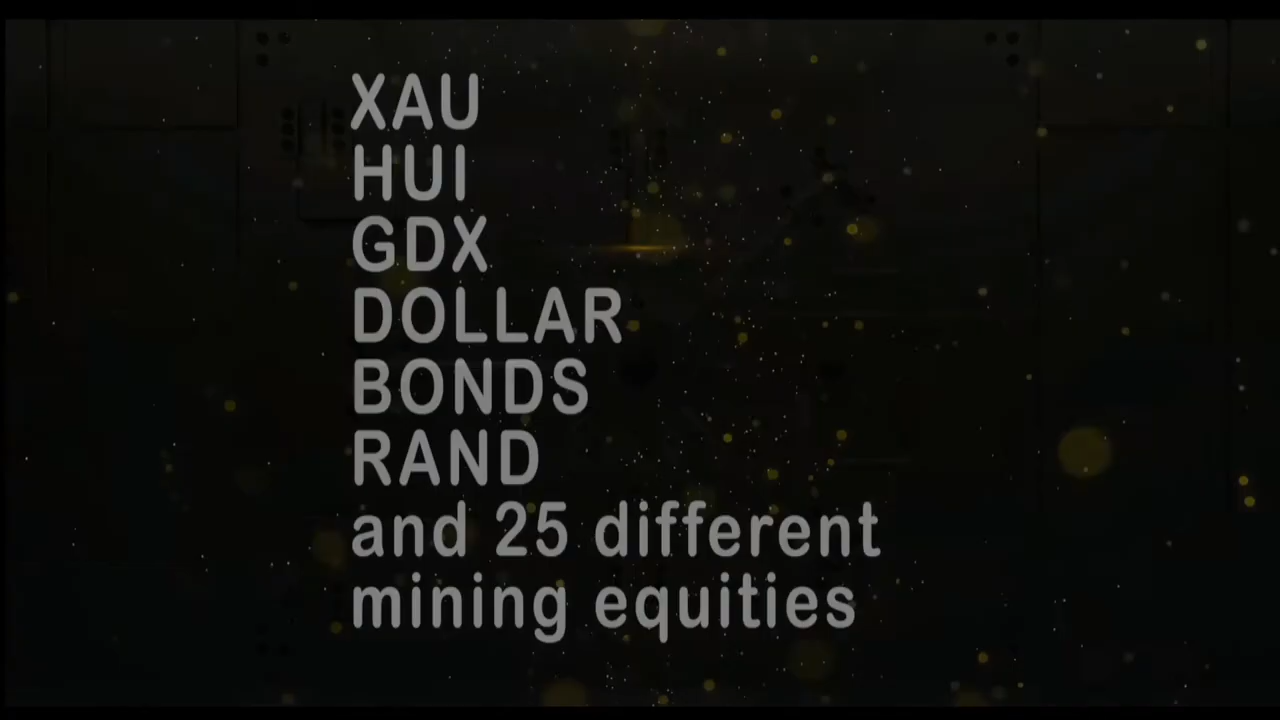 XAU
HUI
GDX
DOLLAR
BONDS
RAND
and 25 different
mining equities